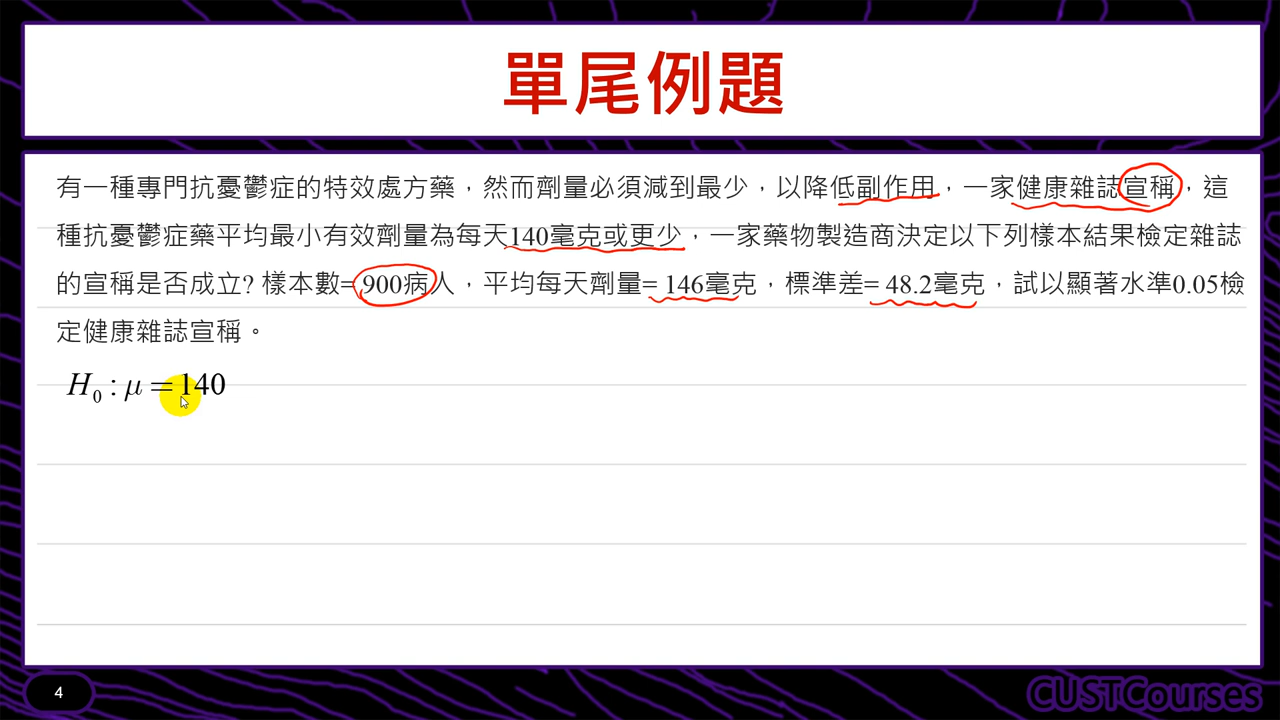 單尾例題
有一種專門抗憂鬱症的特效處方藥，然而劑量必須減到最少，以降低副作用，一家健康雜誌宣稱，這
種抗憂鬱症藥平均最小有效劑量為每天140毫克或更少，一家藥物製造商決定以下列樣本結果檢定雜誌
的宣稱是否成立? 樣本數= 900病人，平均每天劑量= 146毫克，標準差= 48.2毫克，試以顯著水準0.05檢
定健康雜誌宣稱。
H₀ : μ = 140
4
CUSTCourses